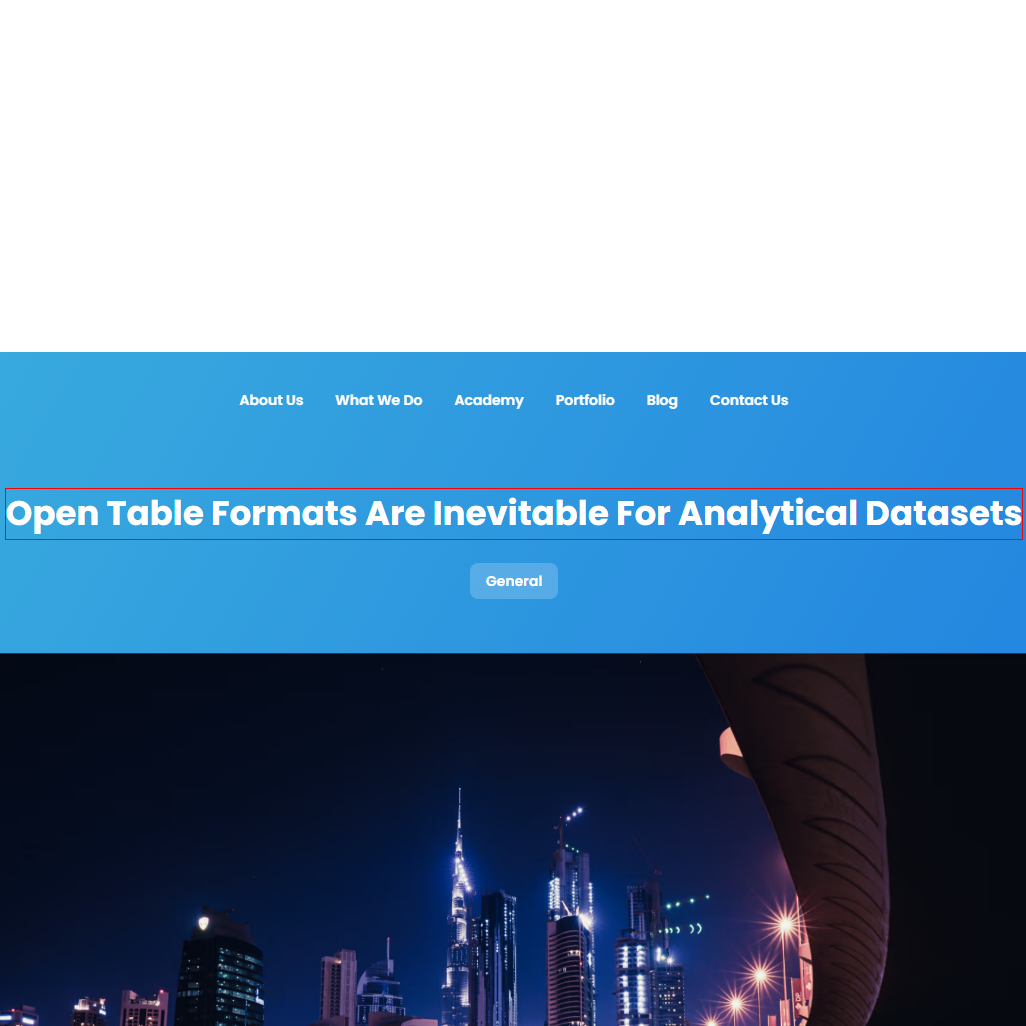 About Us What We Do Academy Portfolio Blog Contact Us
Open Table Formats Are Inevitable For Analytical Datasets
General